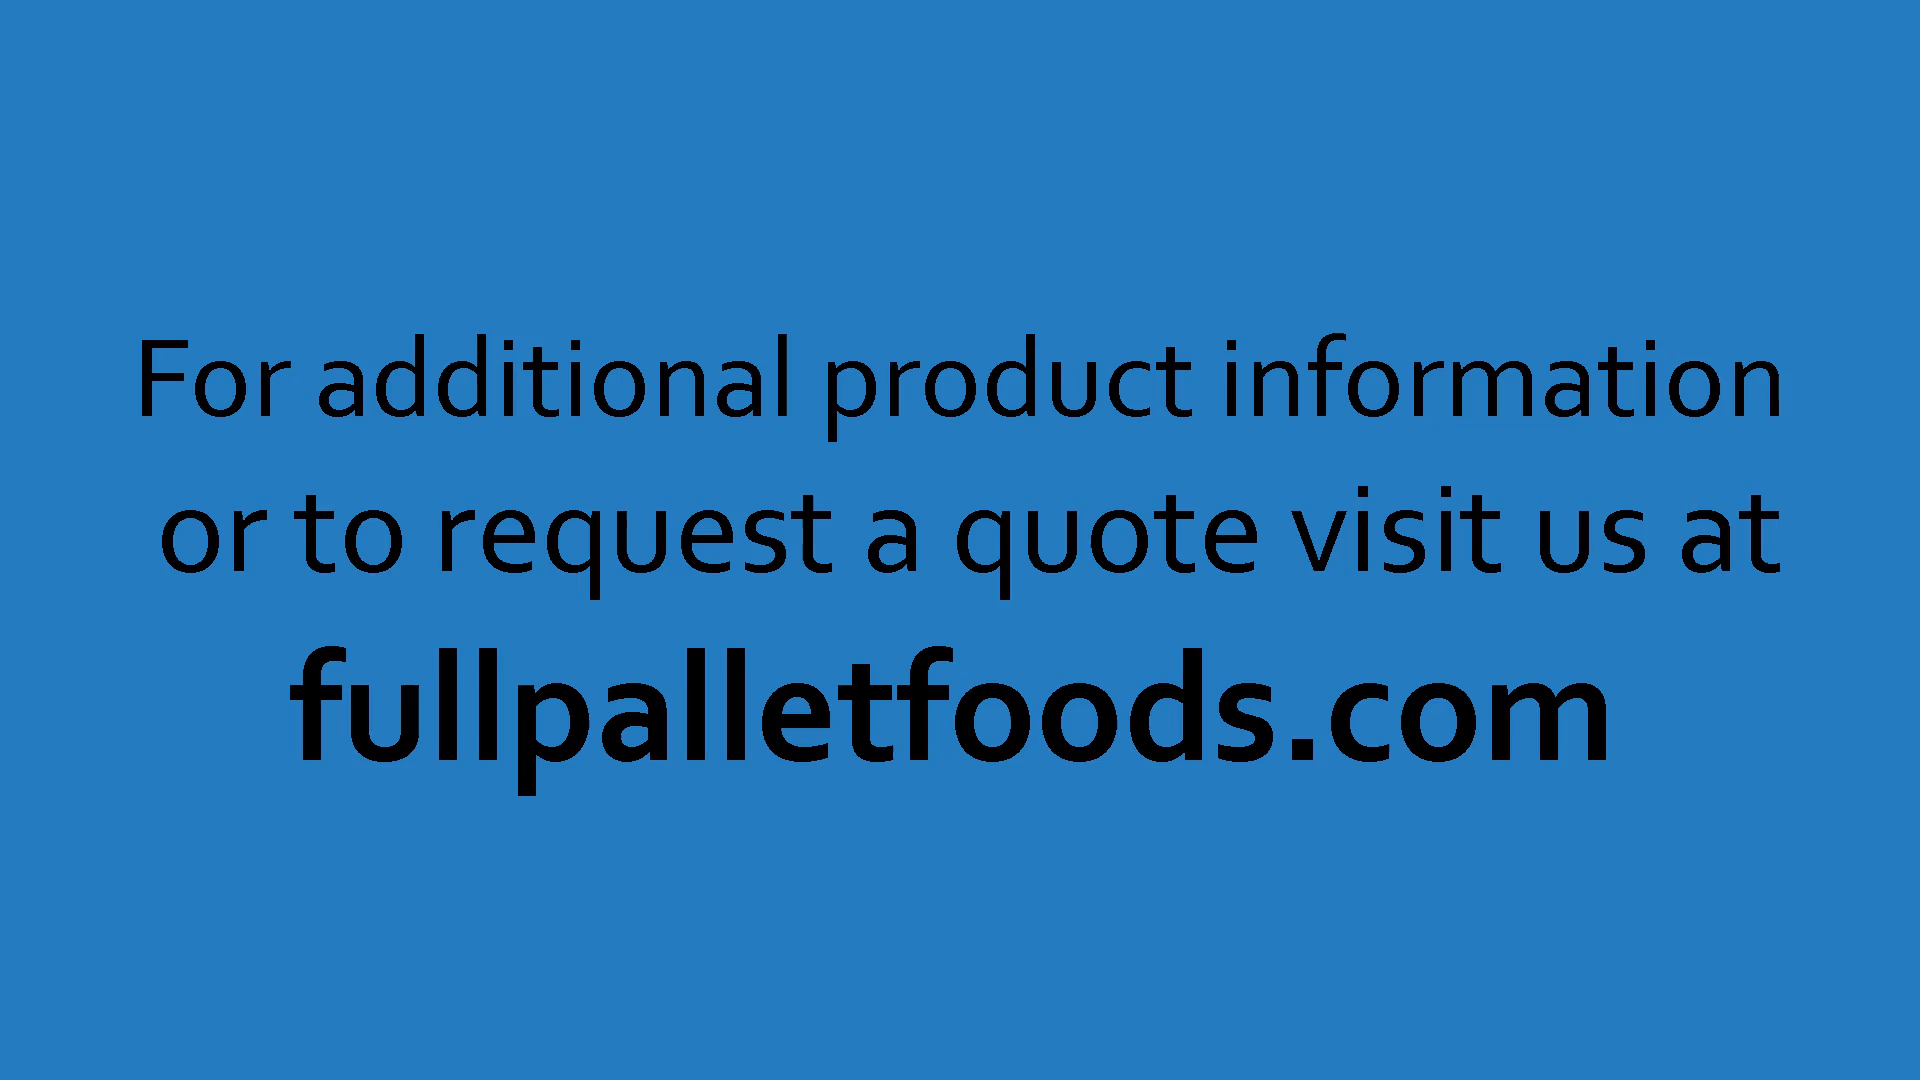 For additional product information
or to request a quote visit us at
fullpalletfoods.com